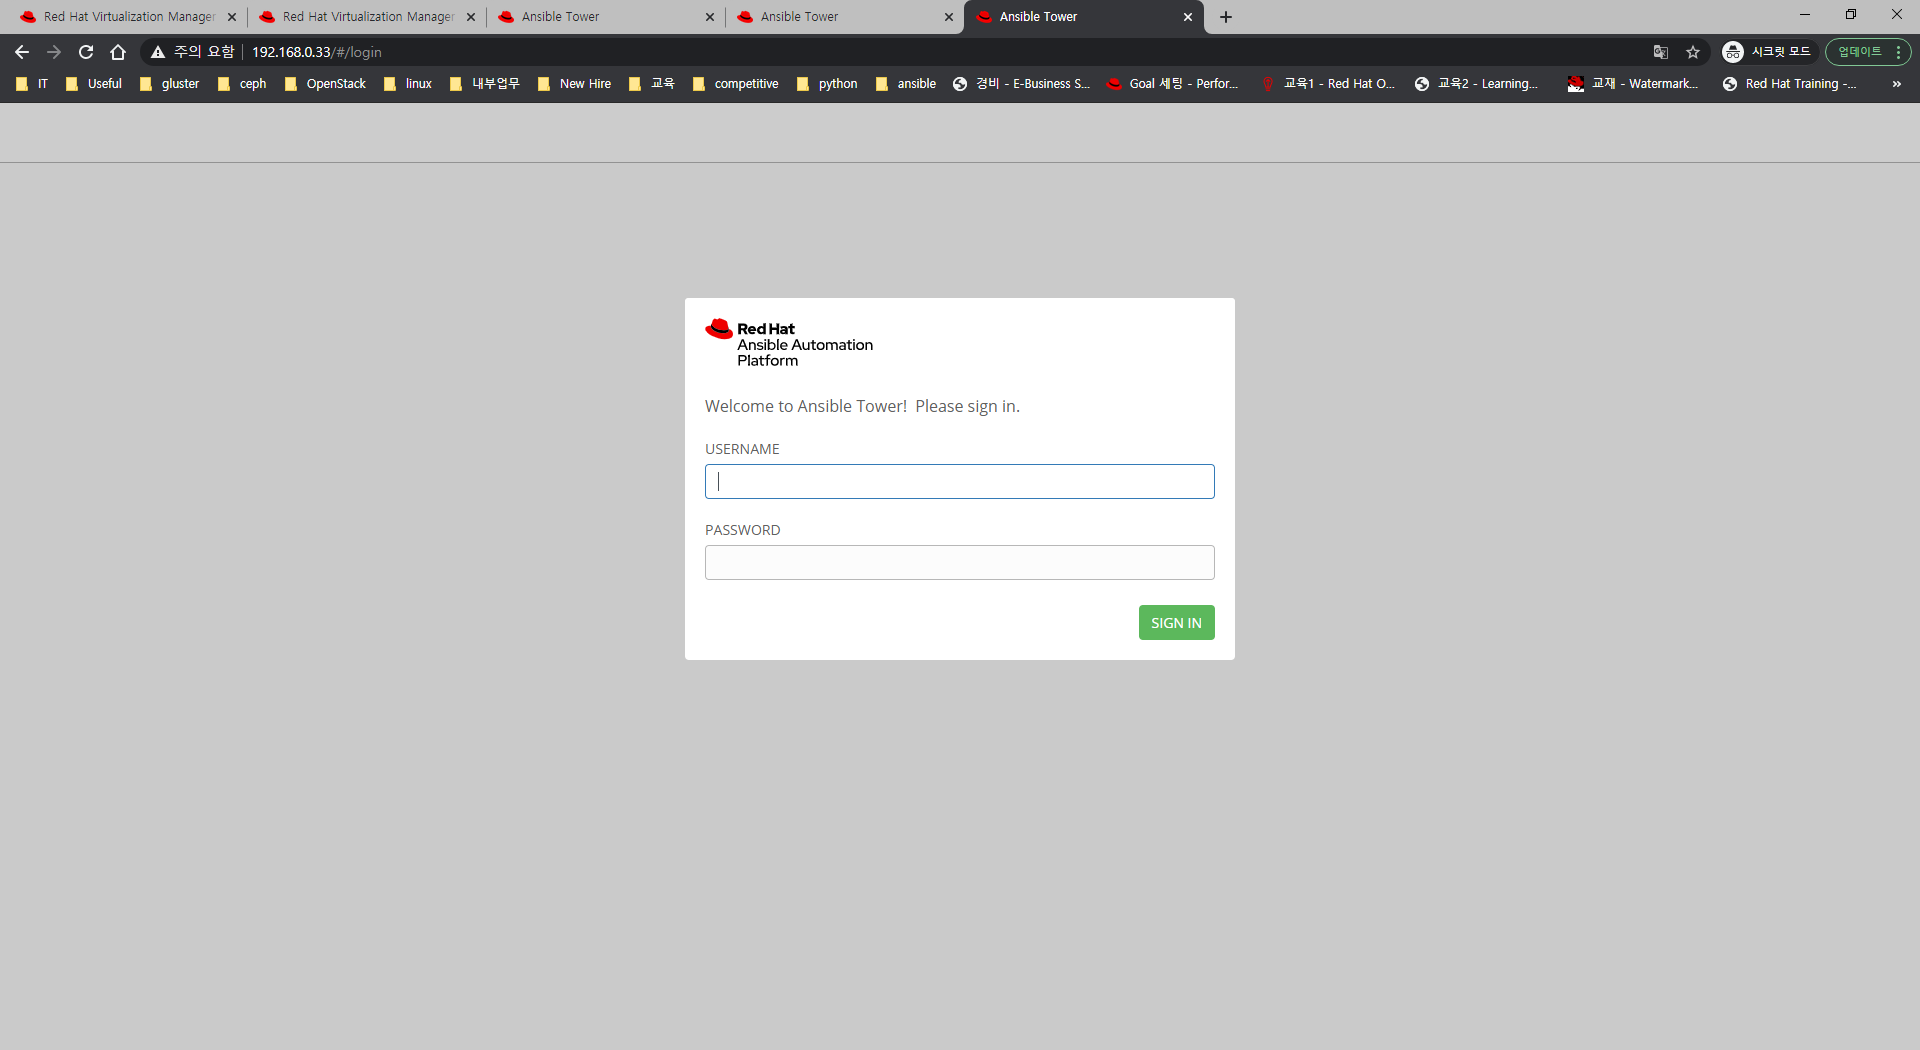 Red Hat Virtualization Manager
Red Hat Virtualization Manager
Ansible Tower
Ansible Tower
Ansible Tower
주의 요함
192.168.0.33/#/login
시크릿 모드
업데이트
IT
Useful
gluster
ceph
OpenStack
linux
내부업무
New Hire
교육
competitive
python
ansible
경비 - E-Business S...
Goal 세팅 - Perfor...
교육1 - Red Hat O...
교육2 - Learning...
교재 - Watermark...
Red Hat Training -...
»
Red Hat
Ansible Automation
Platform
Welcome to Ansible Tower!  Please sign in.
USERNAME
PASSWORD
SIGN IN